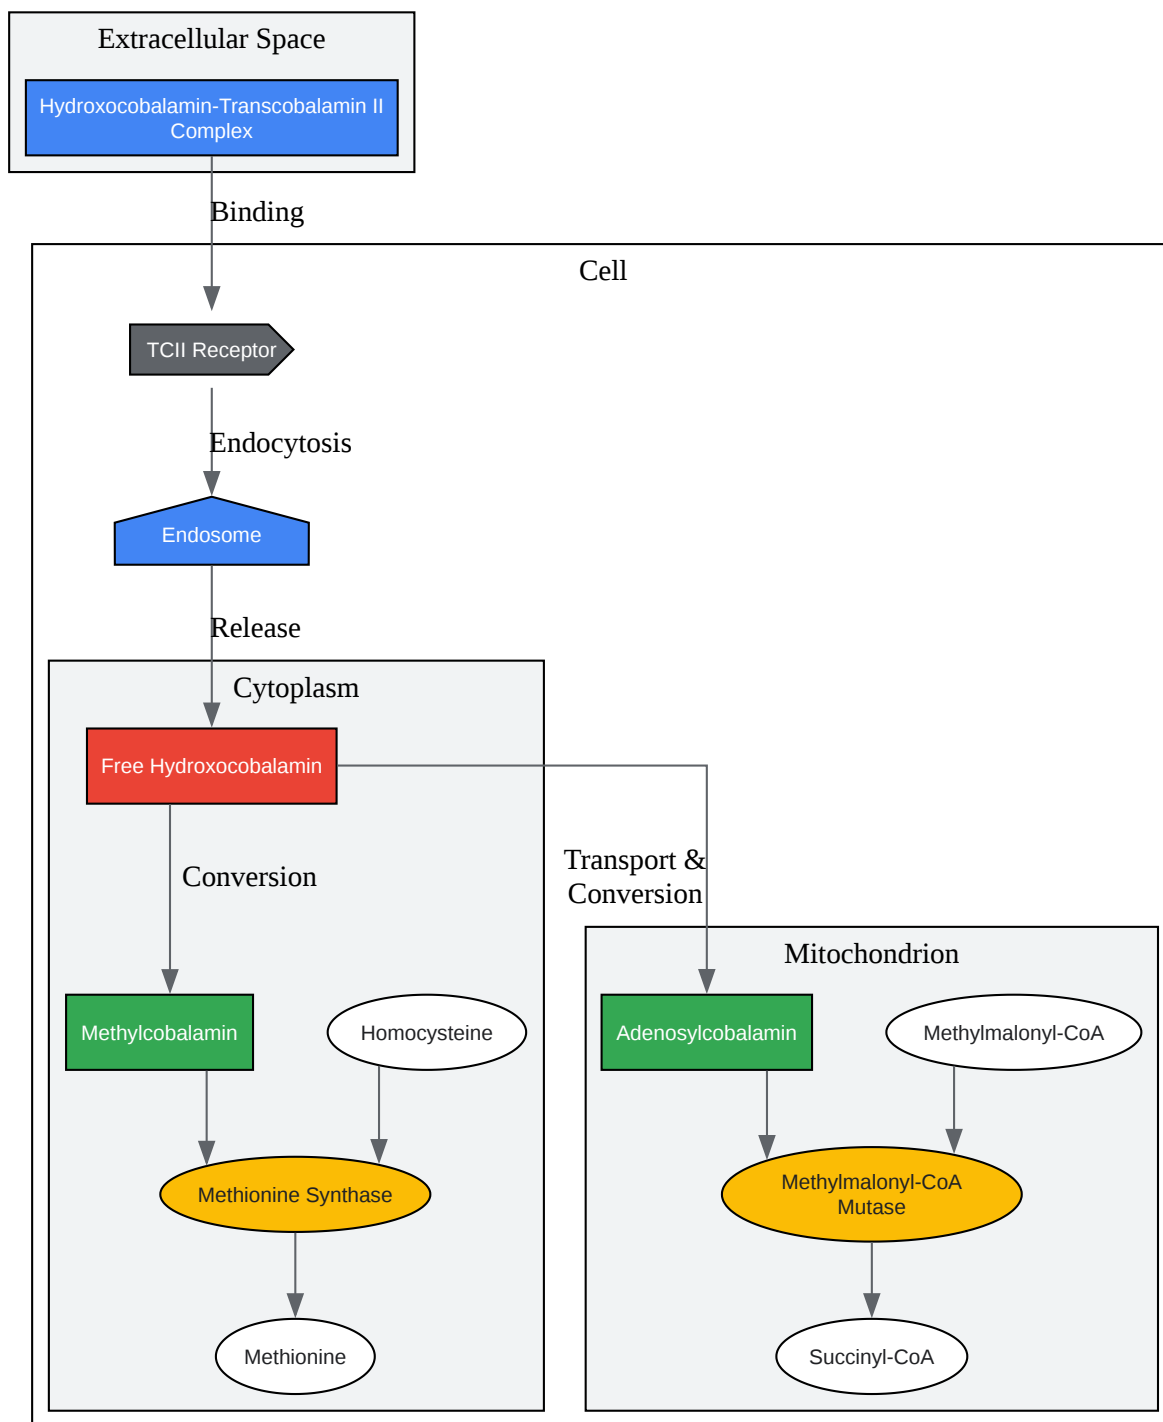 Extracellular Space
Hydroxocobalamin-Transcobalamin II
Complex
Binding
Cell
TCII Receptor
Endocytosis
Endosome
Release
Cytoplasm
Free Hydroxocobalamin
Conversion
Transport &
Conversion
Mitochondrion
Methylcobalamin
Homocysteine
Adenosylcobalamin
Methylmalonyl-CoA
Methionine Synthase
Methylmalonyl-CoA
Mutase
Methionine
Succinyl-CoA